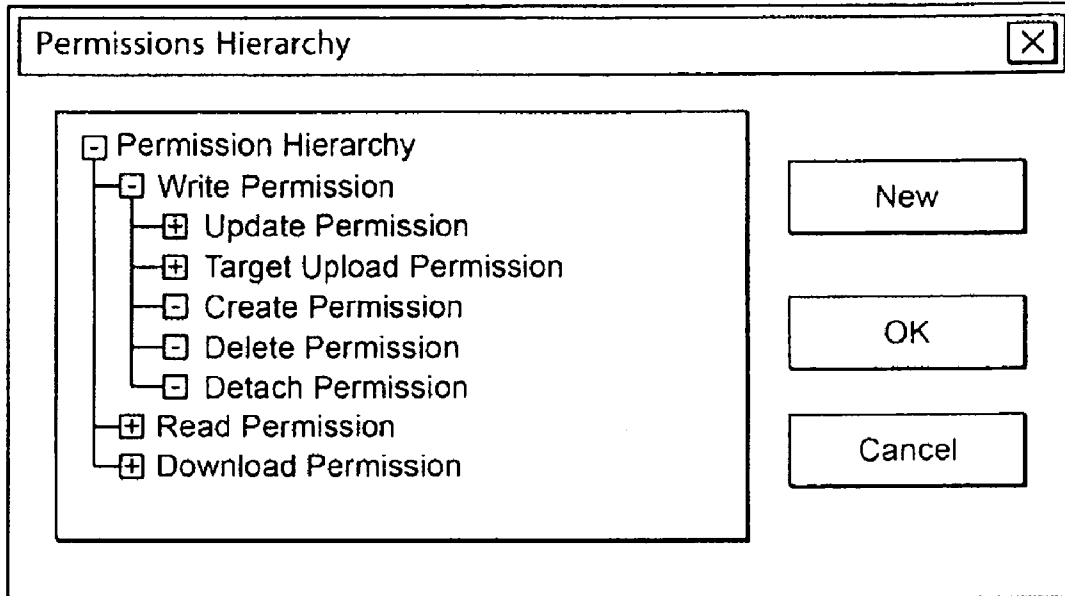 Permissions Hierarchy
Permission Hierarchy
Write Permission
Update Permission
Target Upload Permission
Create Permission
Delete Permission
Detach Permission
Read Permission
Download Permission
New
OK
Cancel